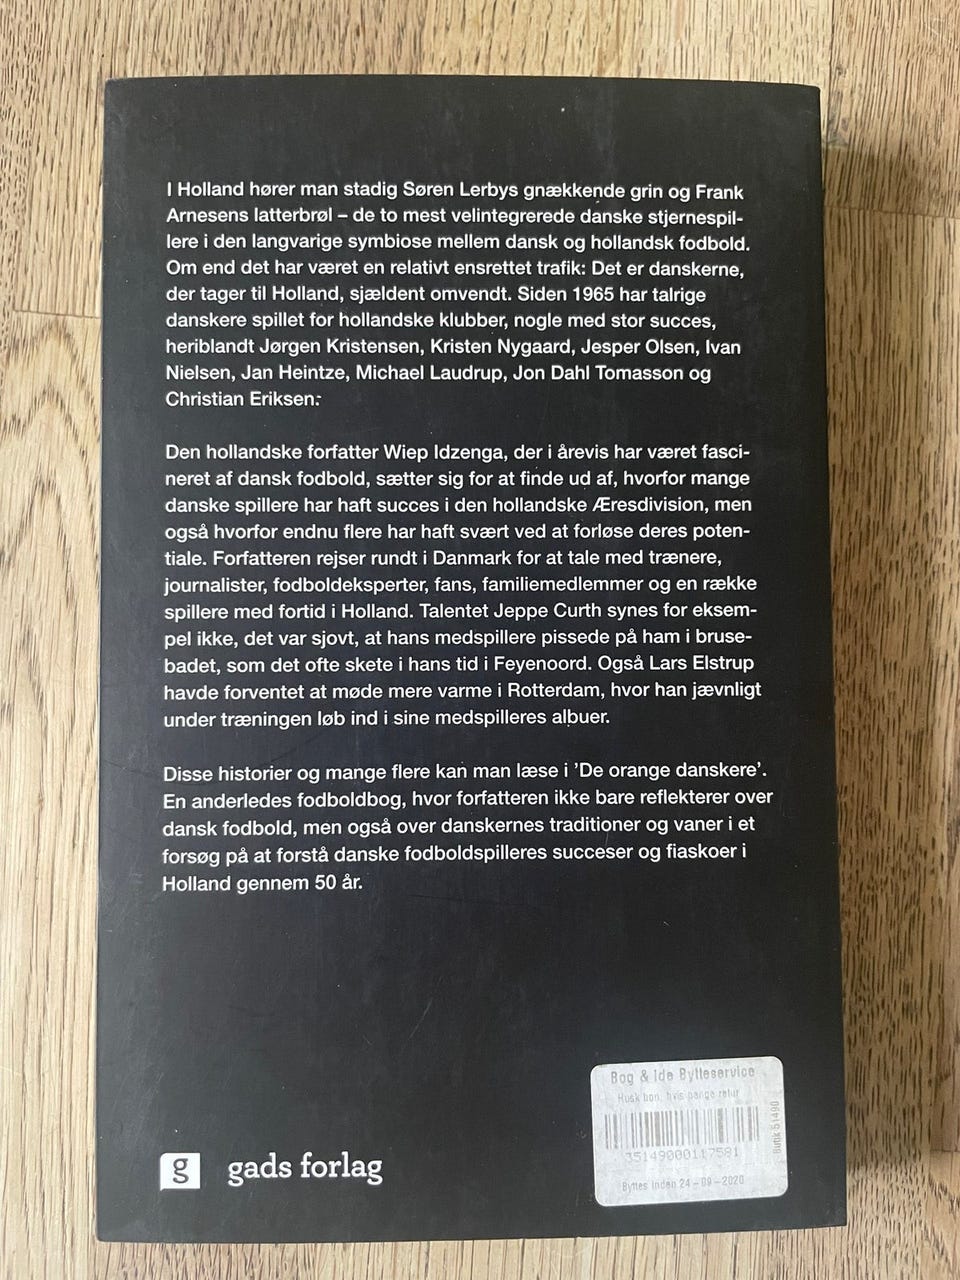 I Holland hører man stadig Søren Lerbys gnækkende grin og Frank
Arnesens latterbrøl – de to mest velintegrerede danske stjernespil-
lere i den langvarige symbiose mellem dansk og hollandsk fodbold.
Om end det har været en relativt ensrettet trafik: Det er danskerne,
der tager til Holland, sjældent omvendt. Siden 1965 har talrige
danskere spillet for hollandske klubber, nogle med stor succes,
heriblandt Jørgen Kristensen, Kristen Nygaard, Jesper Olsen, Ivan
Nielsen, Jan Heintze, Michael Laudrup, Jon Dahl Tomasson og
Christian Eriksen.
Den hollandske forfatter Wiep Idzenga, der i årevis har været fasci-
neret af dansk fodbold, sætter sig for at finde ud af, hvorfor mange
danske spillere har haft succes i den hollandske Æresdivision, men
også hvorfor endnu flere har haft svært ved at forløse deres poten-
tiale. Forfatteren rejser rundt i Danmark for at tale med trænere,
journalister, fodboldeksperter, fans, familiemedlemmer og en række
spillere med fortid i Holland. Talentet Jeppe Curth synes for eksem-
pel ikke, det var sjovt, at hans medspillere pissede på ham i bruse-
badet, som det ofte skete i hans tid i Feyenoord. Også Lars Elstrup
havde forventet at møde mere varme i Rotterdam, hvor han jævnligt
under træningen løb ind i sine medspilleres albuer.
Disse historier og mange flere kan man læse i ’De orange danskere’.
En anderledes fodboldbog, hvor forfatteren ikke bare reflekterer over
dansk fodbold, men også over danskernes traditioner og vaner i et
forsøg på at forstå danske fodboldspilleres succeser og fiaskoer i
Holland gennem 50 år.
Bog & Ide Bytteservice
Husk bon, hvis penge retur
35149000117581
Butik 51490
Byttes inden 24-09-2020
g gads forlag